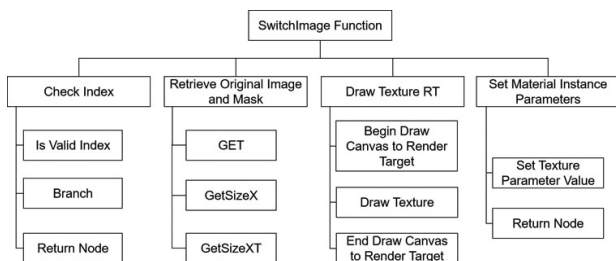 SwitchImage Function
Check Index
Retrieve Original Image
and Mask
Draw Texture RT
Set Material Instance
Parameters
Is Valid Index
Branch
Return Node
GET
GetSizeX
GetSizeXT
Begin Draw
Canvas to Render
Target
Draw Texture
End Draw Canvas
to Render Target
Set Texture
Parameter Value
Return Node